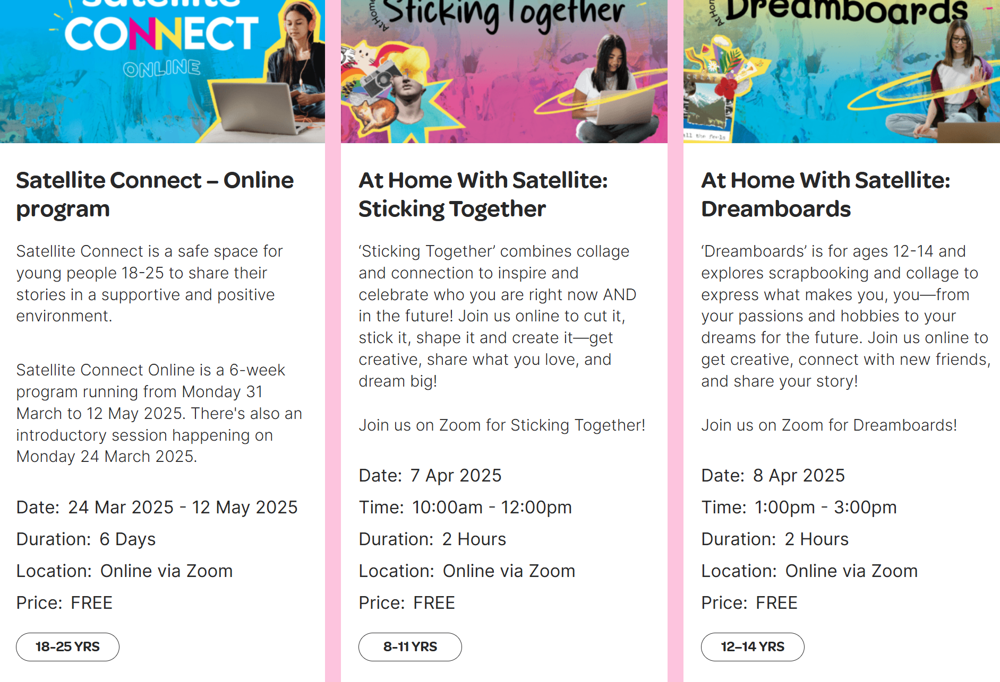 satellite
CONNECT
ONLINE
Satellite Connect – Online
program
Satellite Connect is a safe space for
young people 18-25 to share their
stories in a supportive and positive
environment.
Satellite Connect Online is a 6-week
program running from Monday 31
March to 12 May 2025. There's also an
introductory session happening on
Monday 24 March 2025.
Date: 24 Mar 2025 - 12 May 2025
Duration: 6 Days
Location: Online via Zoom
Price: FREE
18-25 YRS
At Home
Sticking Together
At Home With Satellite:
Sticking Together
‘Sticking Together’ combines collage
and connection to inspire and
celebrate who you are right now AND
in the future! Join us online to cut it,
stick it, shape it and create it—get
creative, share what you love, and
dream big!
Join us on Zoom for Sticking Together!
Date: 7 Apr 2025
Time: 10:00am - 12:00pm
Duration: 2 Hours
Location: Online via Zoom
Price: FREE
8-11 YRS
At Hom
Dreamboards
CREAT
all the feels
At Home With Satellite:
Dreamboards
‘Dreamboards’ is for ages 12-14 and
explores scrapbooking and collage to
express what makes you, you—from
your passions and hobbies to your
dreams for the future. Join us online to
get creative, connect with new friends,
and share your story!
Join us on Zoom for Dreamboards!
Date: 8 Apr 2025
Time: 1:00pm - 3:00pm
Duration: 2 Hours
Location: Online via Zoom
Price: FREE
12–14 YRS